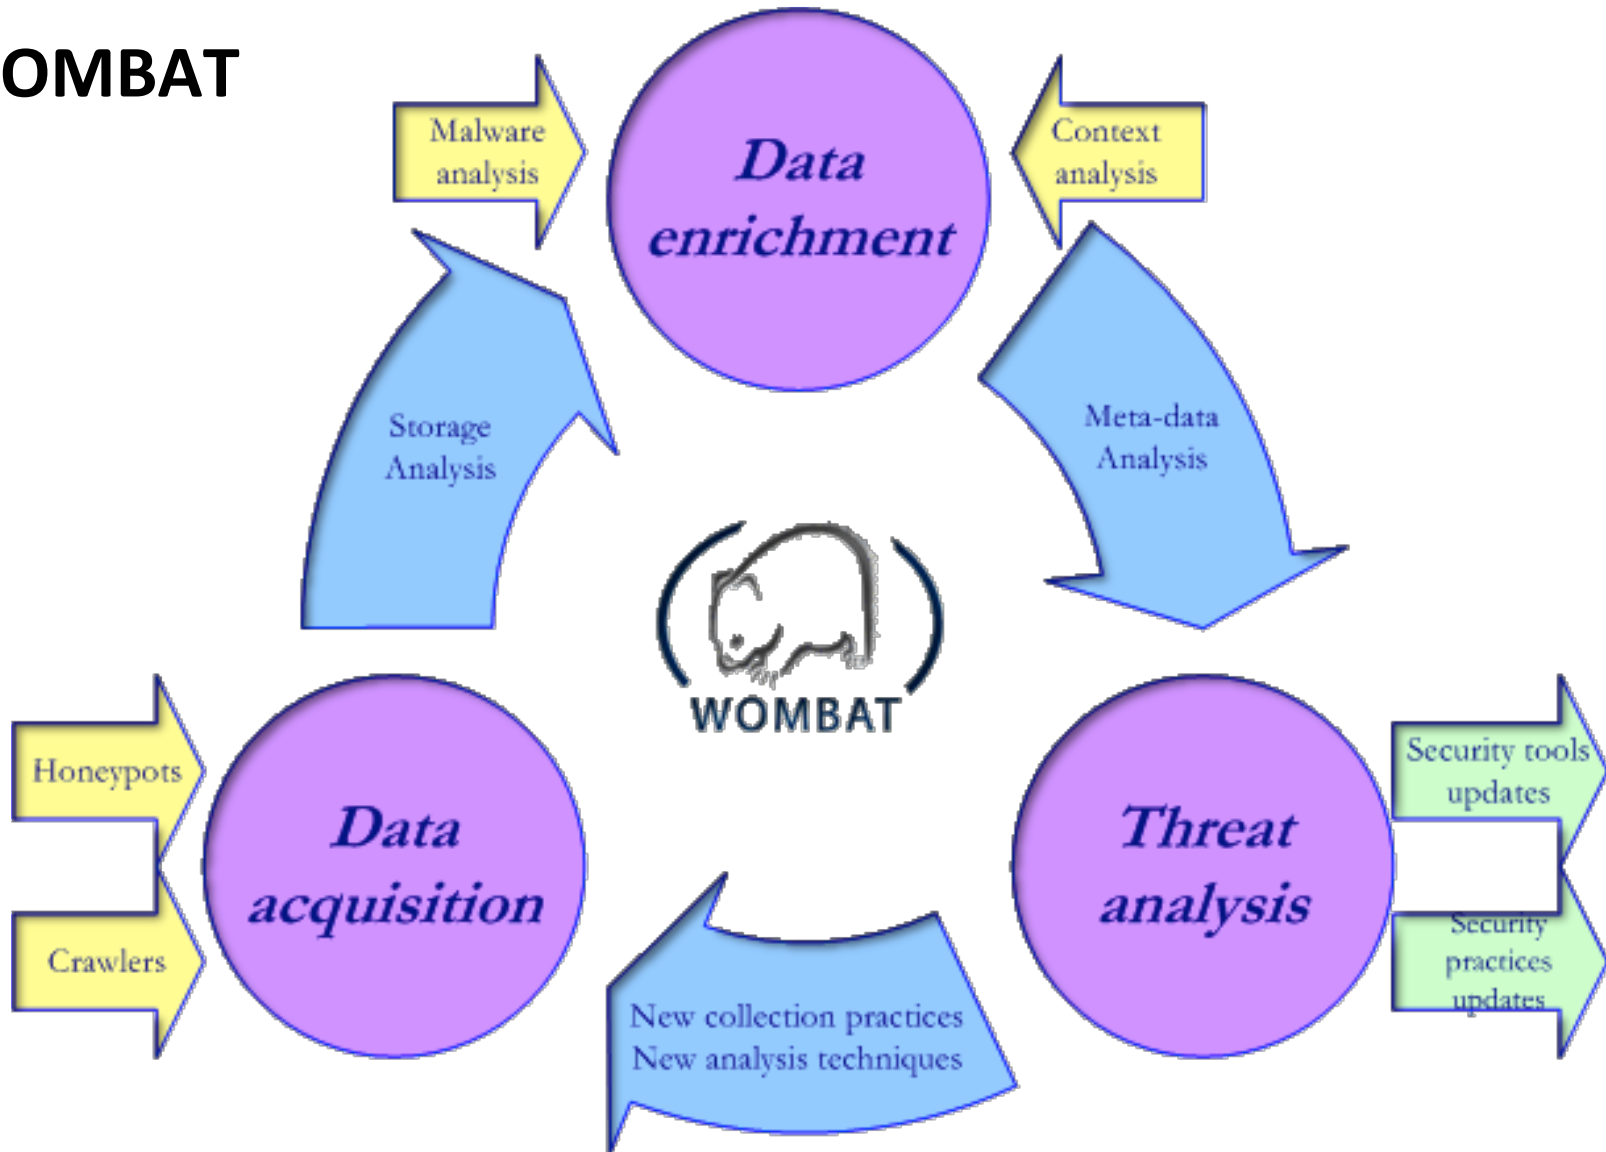 OMBAT
Malware
analysis
Data
enrichment
Context
analysis
Storage
Analysis
Meta-data
Analysis
WOMBAT
Honeypots
Crawlers
Data
acquisition
Threat
analysis
Security tools
updates
Security
practices
updates
New collection practices
New analysis techniques